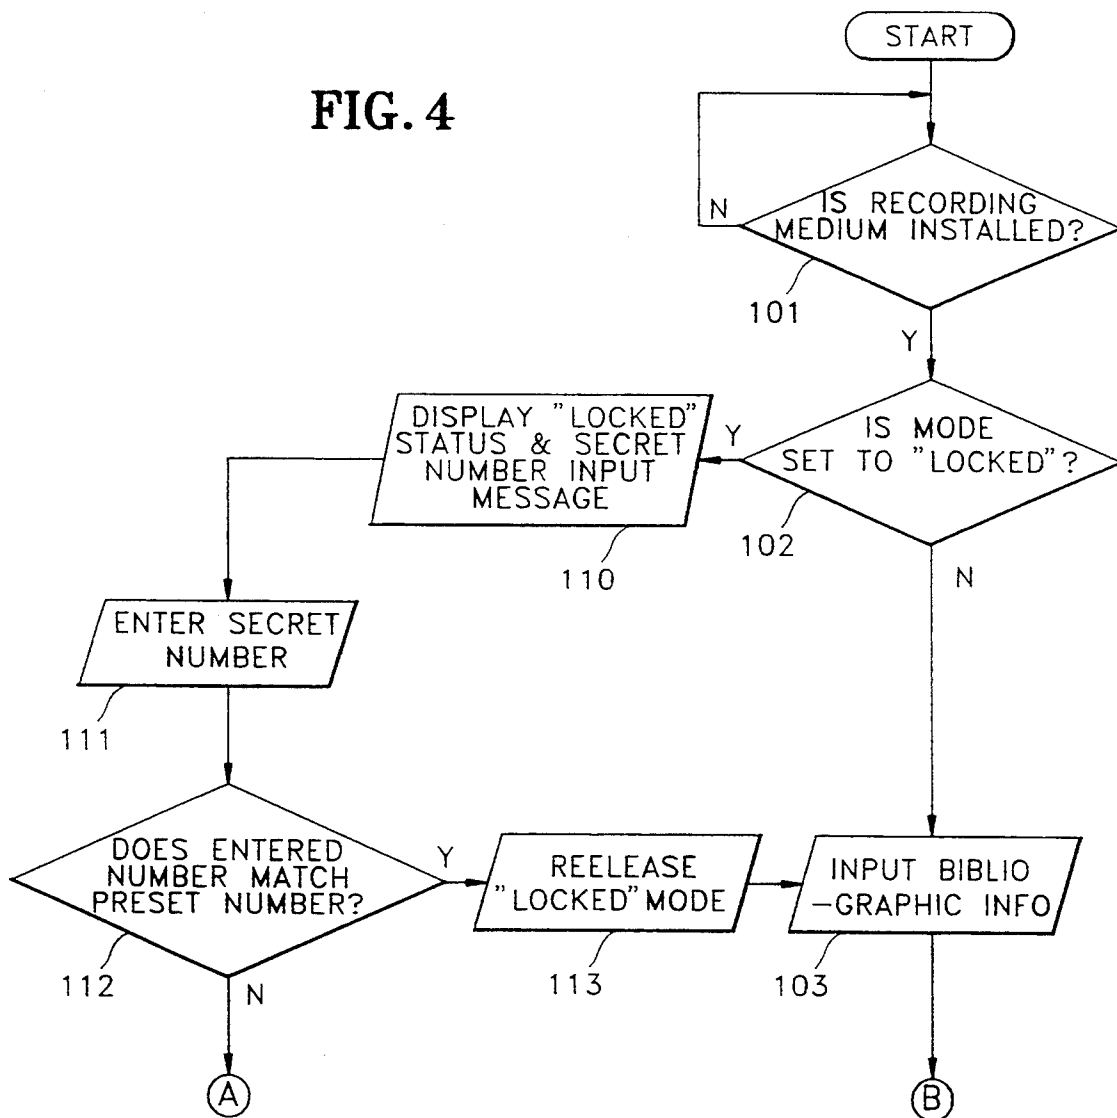 START
FIG. 4
N
IS RECORDING
MEDIUM INSTALLED?
101
Y
IS MODE
SET TO "LOCKED"?
Y
102
N
DISPLAY "LOCKED"
STATUS & SECRET
NUMBER INPUT
MESSAGE
110
ENTER SECRET
NUMBER
111
DOES ENTERED
NUMBER MATCH
PRESET NUMBER?
Y
112
N
REELEASE
"LOCKED" MODE
113
INPUT BIBLIO
-GRAPHIC INFO
103
A
B